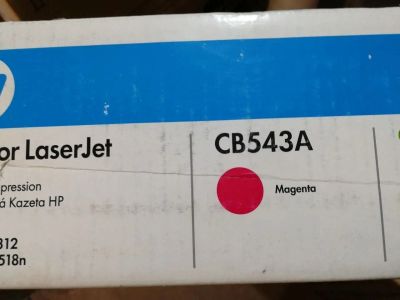 or LaserJet
CB543A
pression
á Kazeta HP
Magenta
312
518n